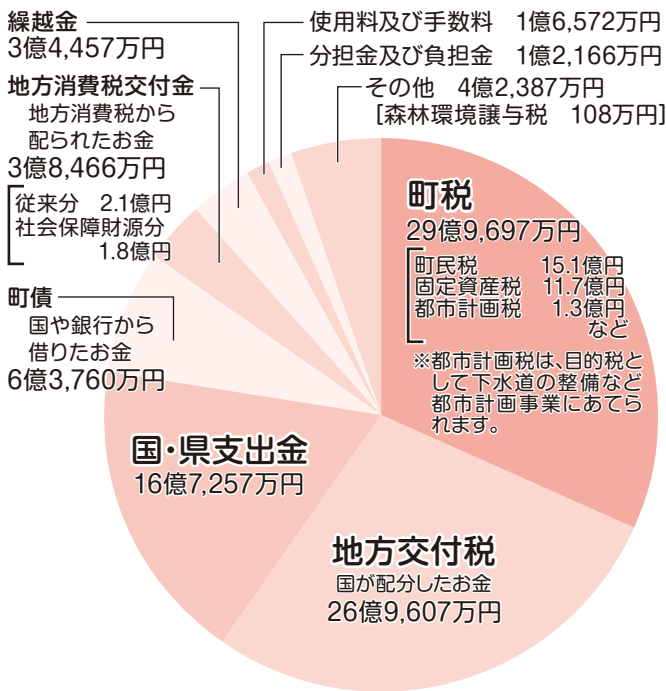 繰越金
3億4,457万円
地方消費税交付金
地方消費税から
配られたお金
3億8,466万円
従来分 2.1億円
社会保障財源分
1.8億円
町債
国や銀行から
借りたお金
6億3,760万円
使用料及び手数料 1億6,572万円
分担金及び負担金 1億2,166万円
その他 4億2,387万円
[森林環境譲与税 108万円]
町税
29億9,697万円
町民税 15.1億円
固定資産税 11.7億円
都市計画税 1.3億円
など
※都市計画税は、目的税と
して下水道の整備など
都市計画事業にあてら
れます。
国・県支出金
16億7,257万円
地方交付税
国が配分したお金
26億9,607万円